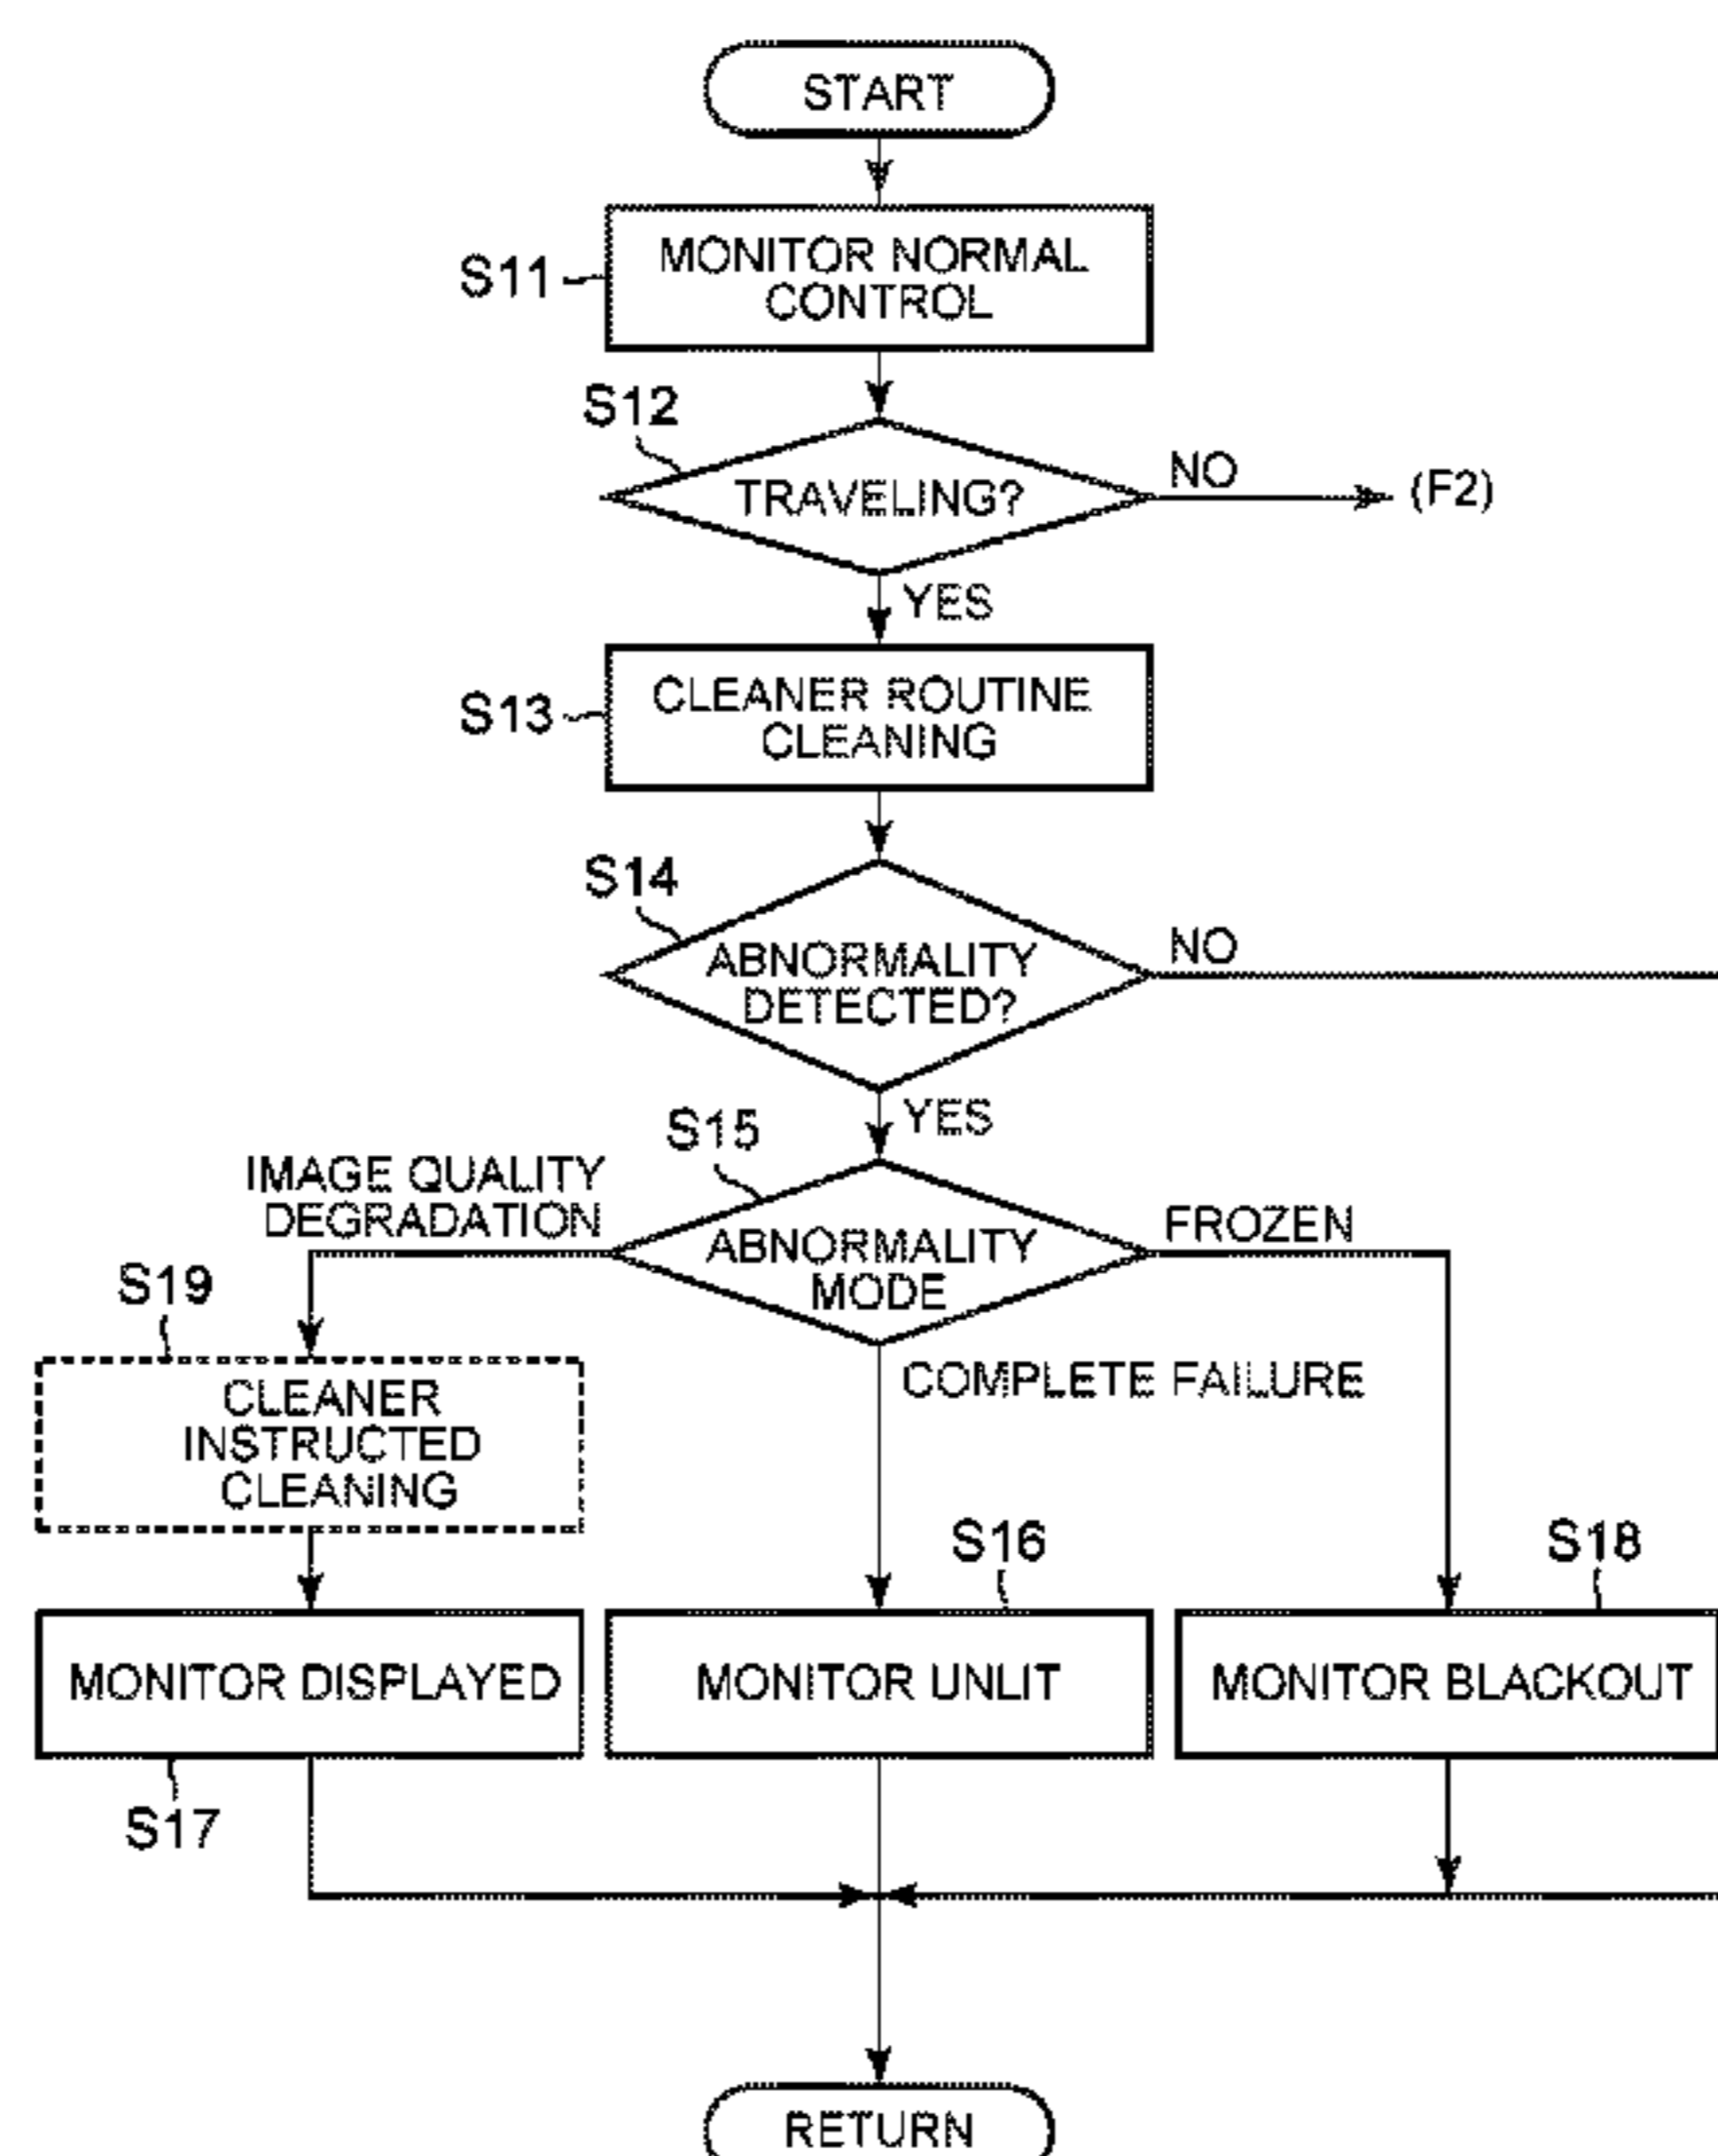 START
S11
MONITOR NORMAL
CONTROL
S12
TRAVELING?
NO
(F2)
YES
S13
CLEANER ROUTINE
CLEANING
S14
ABNORMALITY
DETECTED?
NO
YES
S15
IMAGE QUALITY
DEGRADATION
ABNORMALITY
MODE
FROZEN
S19
CLEANER
INSTRUCTED
CLEANING
COMPLETE FAILURE
S16
S18
MONITOR DISPLAYED
MONITOR UNLIT
MONITOR BLACKOUT
S17
RETURN